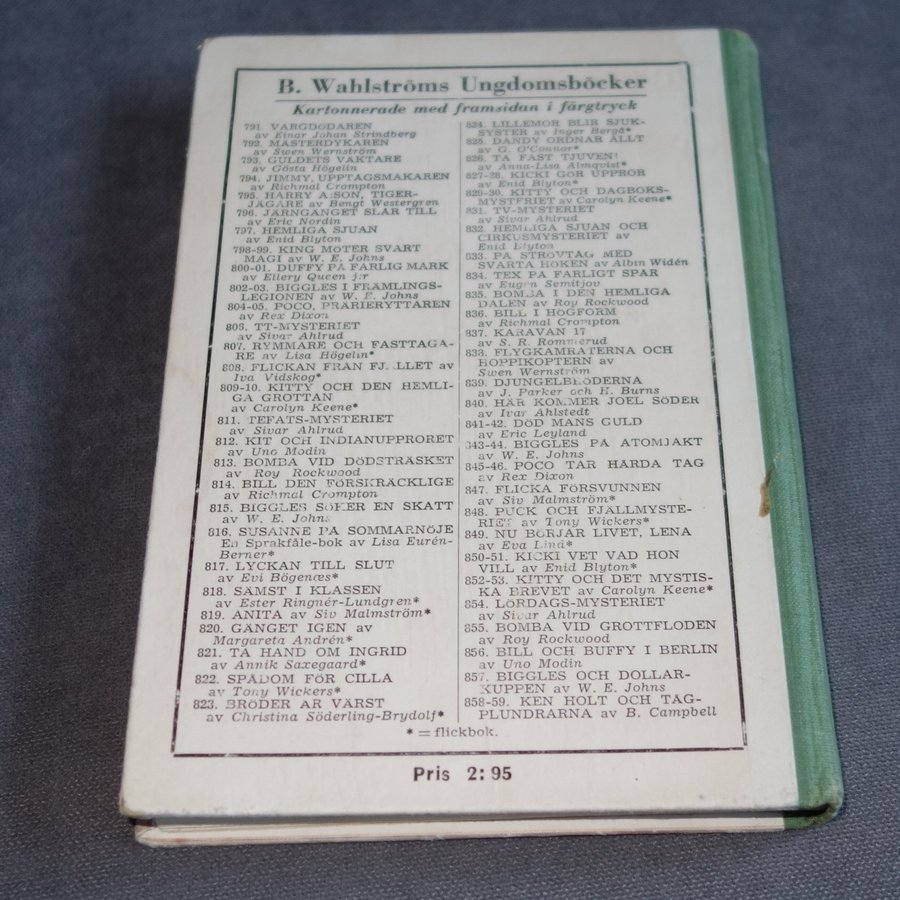 B. Wahlströms Ungdomsböcker
Kartonnerade med framsidan i färgtryck
791. VARGDÖDAREN
av Einar Johan Strindberg
792. MÄSTERDYKAREN
av Swen Wernström
793. GULDETS VÄKTARE
av Gösta Högelin
794. JIMMY, UPPTÅGSMAKAREN
av Richmal Crompton
795. HARRY A:SON, TIGER-
JÄGARE av Bengt Westergren
796. JÄRNGÄNGET SLÅR TILL
av Eric Nordin
797. HEMLIGA SJUAN
av Enid Blyton
798-99. KING MÖTER SVART
MAGI av W. E. Johns
800-01. DUFFY PÅ FARLIG MARK
av Ellery Queen j:r
802-03. BIGGLES I FRÄMLINGS-
LEGIONEN av W. E. Johns
804-05. POCO, PRÄRIERYTTAREN
av Rex Dixon
806. TT-MYSTERIET
av Sivar Ahlrud
807. RYMMARE OCH FASTTAGA-
RE av Lisa Högelin*
808. FLICKAN FRÅN FJÄLLET av
Iva Vidskog*
809-10. KITTY OCH DEN HEMLI-
GA GROTTAN
av Carolyn Keene*
811. TEFAT-MYSTERIET
av Sivar Ahlrud
812. KIT OCH INDIANUPPRORET
av Uno Modin
813. BOMBA VID DÖDSTRÄSKET
av Roy Rockwood
814. BILL DEN FÖRSKRÄCKLIGE
av Richmal Crompton
815. BIGGLES SÖKER EN SKATT
av W. E. Johns
816. SUSANNE PÅ SOMMARNÖJE
En Språkfåle-bok av Lisa Eurén-
Berner*
817. LYCKAN TILL SLUT
av Evi Bögenæs*
818. SÄMST I KLASSEN
av Ester Ringnér-Lundgren*
819. ANITA av Siv Malmström*
820. GÄNGET IGEN av
Margareta Andrén*
821. TA HAND OM INGRID
av Annik Saxegaard*
822. SPÅDOM FÖR CILLA
av Tony Wickers*
823. BRÖDER ÄR VÄRST
av Christina Söderling-Brydolf*
824. LILLEMOR BLIR SJUK-
SYSTER av Inger Bergå*
825. DANDY ORDNAR ALLT
av G. O'Connor*
826. TA FAST TJUVEN!
av Anna-Lisa Almqvist*
827-28. KICKI GÖR UPPROR
av Enid Blyton*
829-30. KITTY OCH DAGBOKS-
MYSTERIET av Carolyn Keene*
831. TV-MYSTERIET
av Sivar Ahlrud
832. HEMLIGA SJUAN OCH
CIRKUSMYSTERIET av
Enid Blyton
833. PÅ STRÖVTÅG MED
SVARTA HÖKEN av Albin Widén
834. TEX PÅ FARLIGT SPÅR
av Eugen Semitjov
835. BOMBA I DEN HEMLIGA
DALEN av Roy Rockwood
836. BILL I HÖGFORM
av Richmal Crompton
837. KARAVAN 17
av S. R. Rommerud
838. FLYGKAMRATERNA OCH
HOPPIKOPTERN av
Swen Wernström
839. DJUNGELBRÖDERNA
av J. Parker och H. Burns
840. HÄR KOMMER JOEL SÖDER
av Ivar Ahlstedt
841-42. DÖD MANS GULD
av Eric Leyland
843-44. BIGGLES PÅ ATOMJAKT
av W. E. Johns
845-46. POCO TAR HÅRDA TAG
av Rex Dixon
847. FLICKA FÖRSVUNNEN
av Siv Malmström*
848. PUCK OCH FJÄLLMYSTE-
RIET av Tony Wickers*
849. NU BÖRJAR LIVET, LENA
av Eva Lind*
850-51. KICKI VET VAD HON
VILL av Enid Blyton*
852-53. KITTY OCH DET MYSTIS-
KA BREVET av Carolyn Keene*
854. LÖRDAGS-MYSTERIET
av Sivar Ahlrud
855. BOMBA VID GROTTFLODEN
av Roy Rockwood
856. BILL OCH BUFFY I BERLIN
av Uno Modin
857. BIGGLES OCH DOLLAR-
KUPPEN av W. E. Johns
858-59. KEN HOLT OCH TÅG-
PLUNDRARNA av B. Campbell
* = flickbok.
Pris 2:95